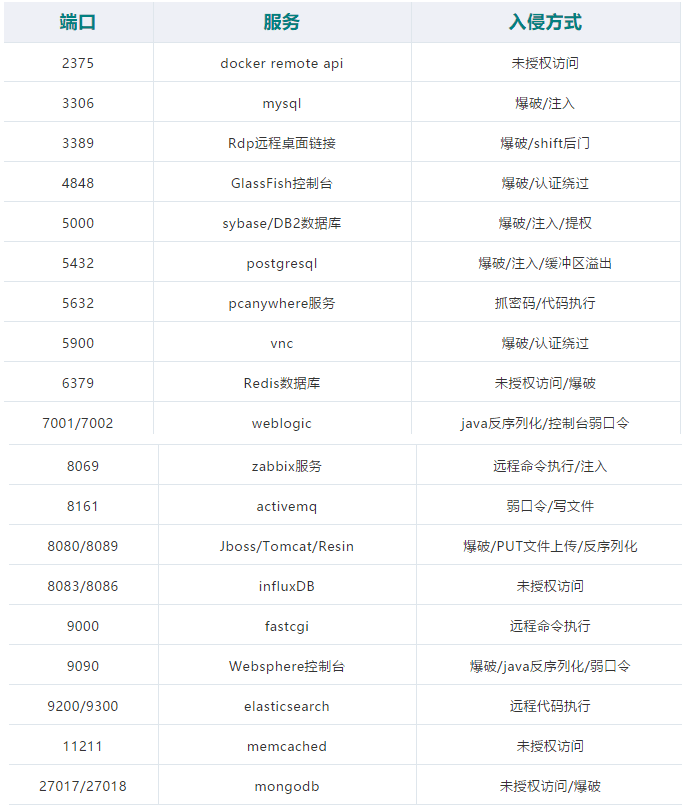 端口 服务 入侵方式
2375 docker remote api 未授权访问
3306 mysql 爆破/注入
3389 Rdp远程桌面链接 爆破/shift后门
4848 GlassFish控制台 爆破/认证绕过
5000 sybase/DB2数据库 爆破/注入/提权
5432 postgresql 爆破/注入/缓冲区溢出
5632 pcanywhere服务 抓密码/代码执行
5900 vnc 爆破/认证绕过
6379 Redis数据库 未授权访问/爆破
7001/7002 weblogic java反序列化/控制台弱口令
8069 zabbix服务 远程命令执行/注入
8161 activemq 弱口令/写文件
8080/8089 Jboss/Tomcat/Resin 爆破/PUT文件上传/反序列化
8083/8086 influxDB 未授权访问
9000 fastcgi 远程命令执行
9090 Websphere控制台 爆破/java反序列化/弱口令
9200/9300 elasticsearch 远程代码执行
11211 memcached 未授权访问
27017/27018 mongodb 未授权访问/爆破